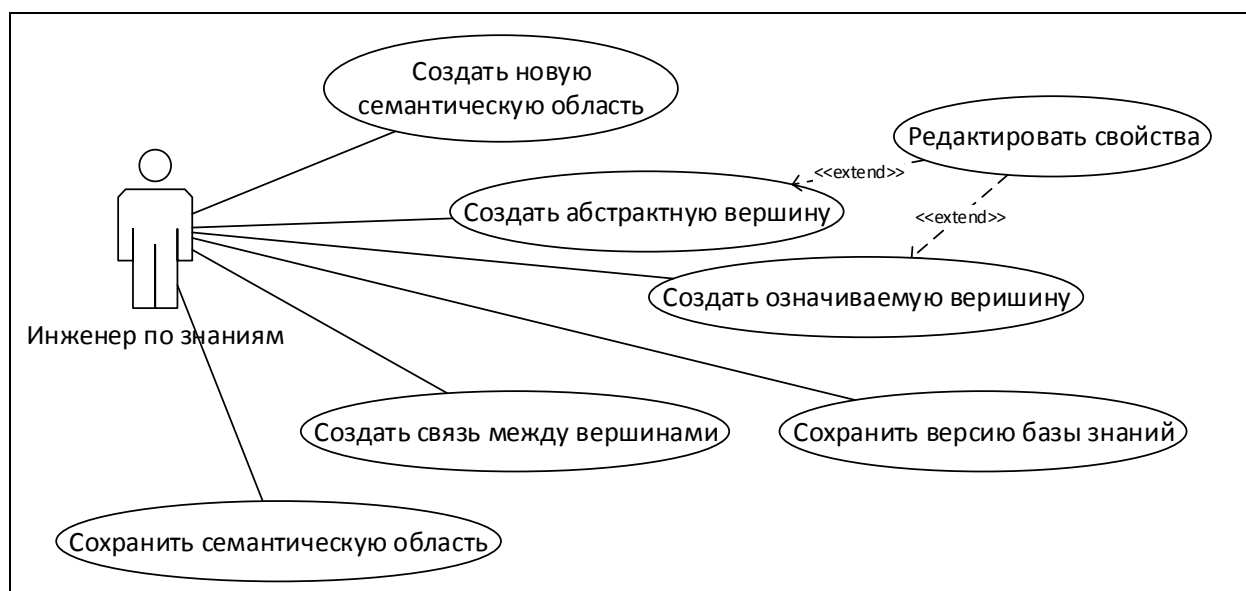 Создать новую
семантическую область
Редактировать свойства
<<extend>>
Создать абстрактную вершину
<<extend>>
Создать означиваемую веришину
Инженер по знаниям
Создать связь между вершинами
Сохранить версию базы знаний
Сохранить семантическую область